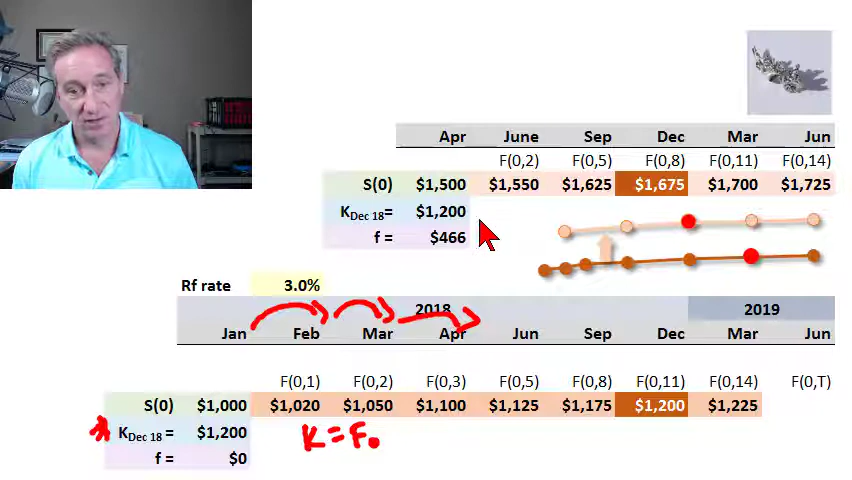 Apr June Sep Dec Mar Jun
F(0,2) F(0,5) F(0,8) F(0,11) F(0,14)
S(0) $1,500 $1,550 $1,625 $1,675 $1,700 $1,725
KDec 18= $1,200
f = $466
Rf rate 3.0%
2018 2019
Jan Feb Mar Apr Jun Sep Dec Mar Jun
F(0,1) F(0,2) F(0,3) F(0,5) F(0,8) F(0,11) F(0,14) F(0,T)
S(0) $1,000 $1,020 $1,050 $1,100 $1,125 $1,175 $1,200 $1,225
KDec 18 = $1,200 K=F0
f = $0